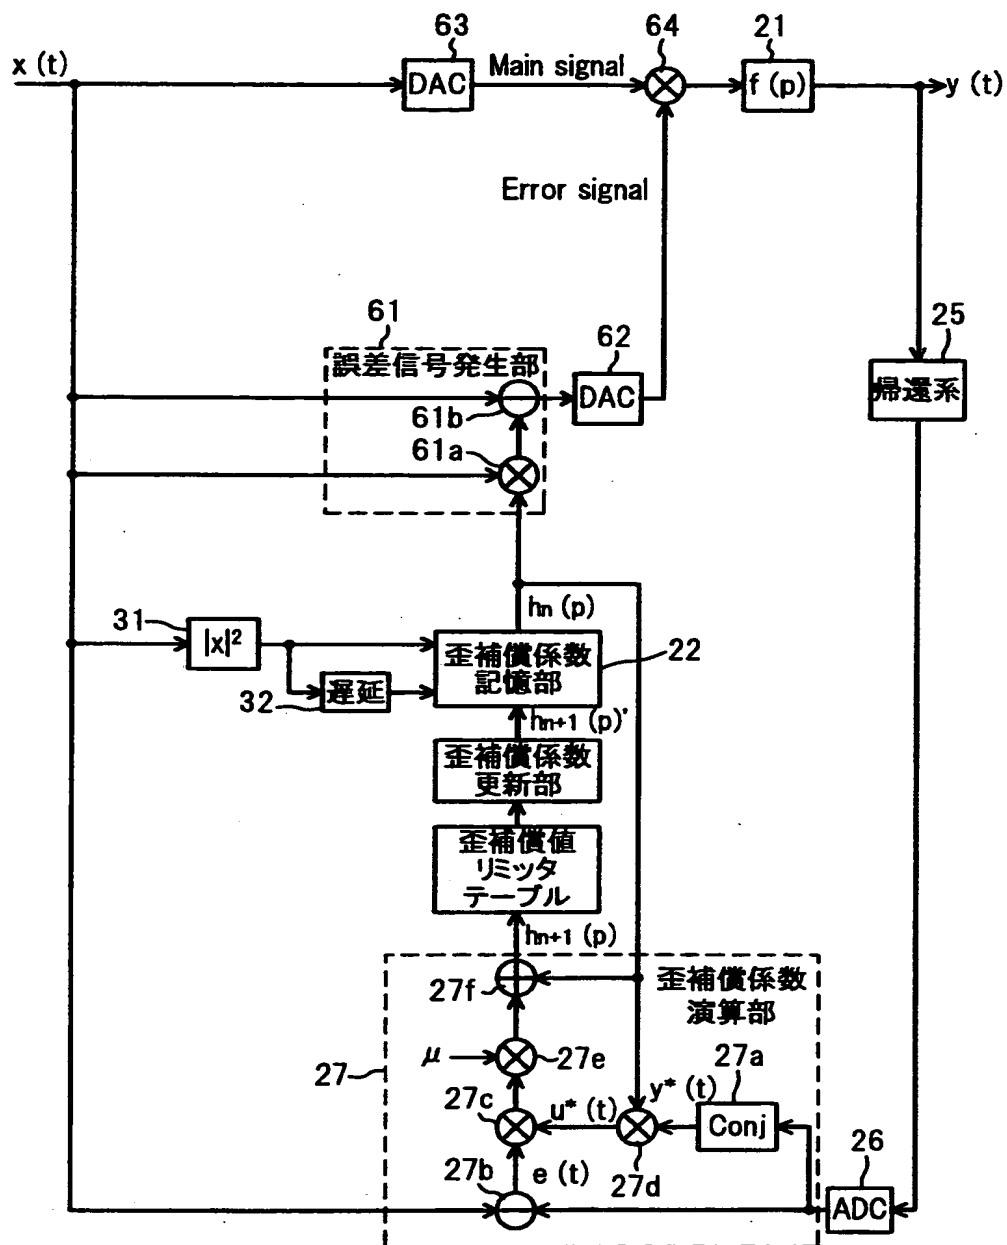 63
64
21
x (t)
DAC
Main signal
f (p)
y (t)
Error signal
61
62
25
誤差信号発生部
DAC
帰還系
61b
61a
hn (p)
31
|x|²
歪補償係数
記憶部
22
32
遅延
hn+1 (p)'
歪補償係数
更新部
歪補償値
リミッタ
テーブル
hn+1 (p)
27f
歪補償係数
演算部
μ
27e
27
27a
y* (t)
27c
u* (t)
Conj
27d
26
27b
e (t)
ADC